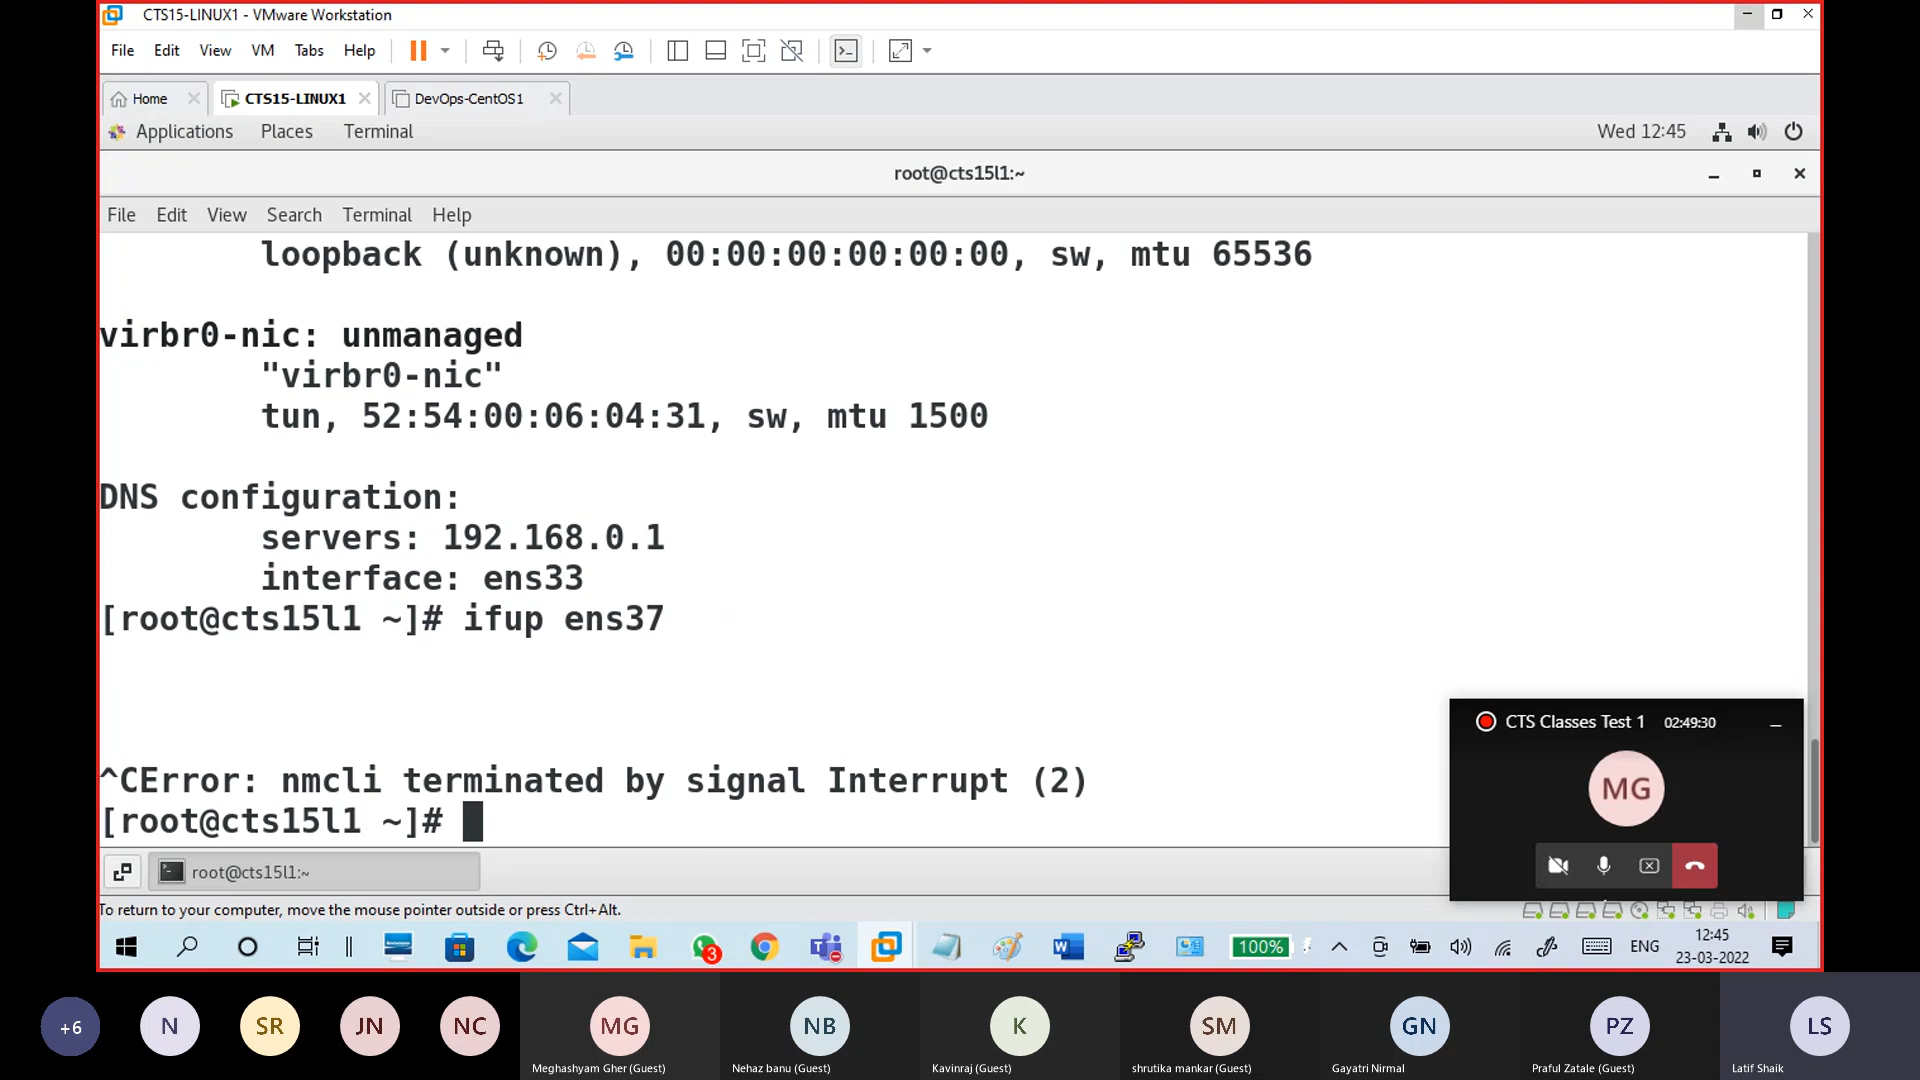 CTS15-LINUX1 - VMware Workstation
File Edit View VM Tabs Help
Home CTS15-LINUX1 DevOps-CentOS1
Applications Places Terminal Wed 12:45
root@cts15l1:~
File Edit View Search Terminal Help
loopback (unknown), 00:00:00:00:00:00, sw, mtu 65536
virbr0-nic: unmanaged
"virbr0-nic"
tun, 52:54:00:06:04:31, sw, mtu 1500
DNS configuration:
servers: 192.168.0.1
interface: ens33
[root@cts15l1 ~]# ifup ens37
^CError: nmcli terminated by signal Interrupt (2)
[root@cts15l1 ~]#
CTS Classes Test 1 02:49:30
MG
root@cts15l1:~
To return to your computer, move the mouse pointer outside or press Ctrl+Alt.
3 100% ENG 12:45
23-03-2022
+6 N SR JN NC MG NB K SM GN PZ LS
Meghashyam Gher (Guest) Nehaz banu (Guest) Kavinraj (Guest) shrutika mankar (Guest) Gayatri Nirmal Praful Zatale (Guest) Latif Shaik